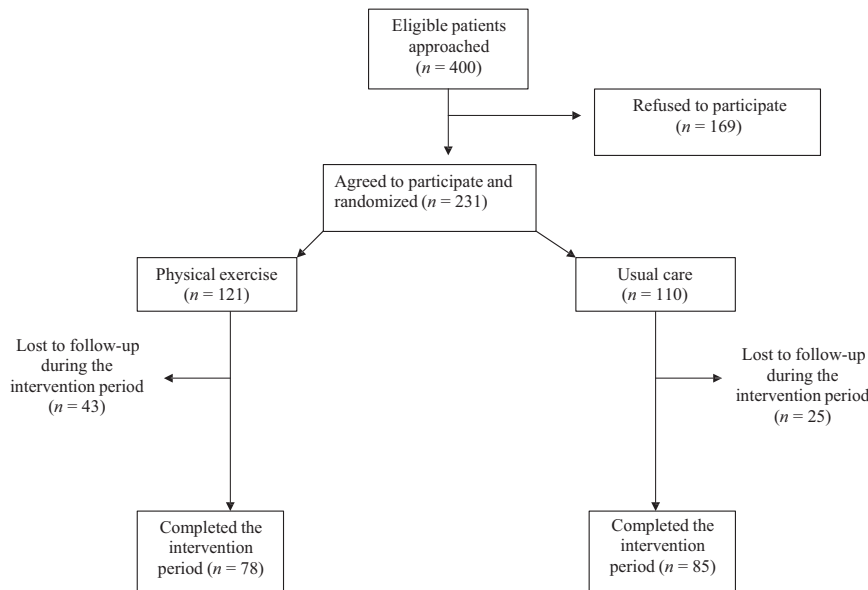 Eligible patients
approached
(n = 400)
Refused to participate
(n = 169)
Agreed to participate and
randomized (n = 231)
Physical exercise
(n = 121)
Usual care
(n = 110)
Lost to follow-up
during the
intervention period
(n = 43)
Lost to follow-up
during the
intervention period
(n = 25)
Completed the
intervention
period (n = 78)
Completed the
intervention
period (n = 85)